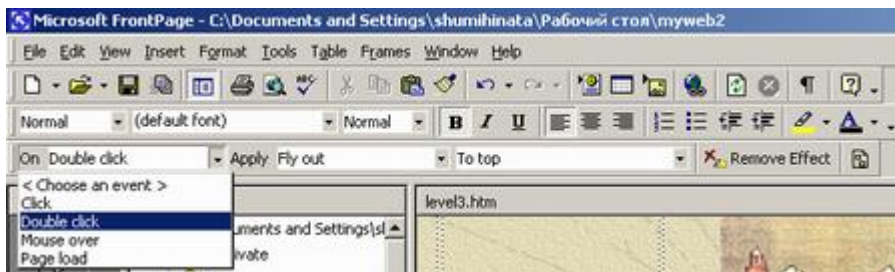 Microsoft FrontPage - C:\Documents and Settings\shumihinata\Рабочий стол\myweb2
File Edit View Insert Format Tools Table Frames Window Help
Normal (default font) Normal B I U A
On Double click Apply Fly out To top Remove Effect
< Choose an event >
Click
Double click
Mouse over
Page load
level3.htm
uments and Settings\sl
ivate